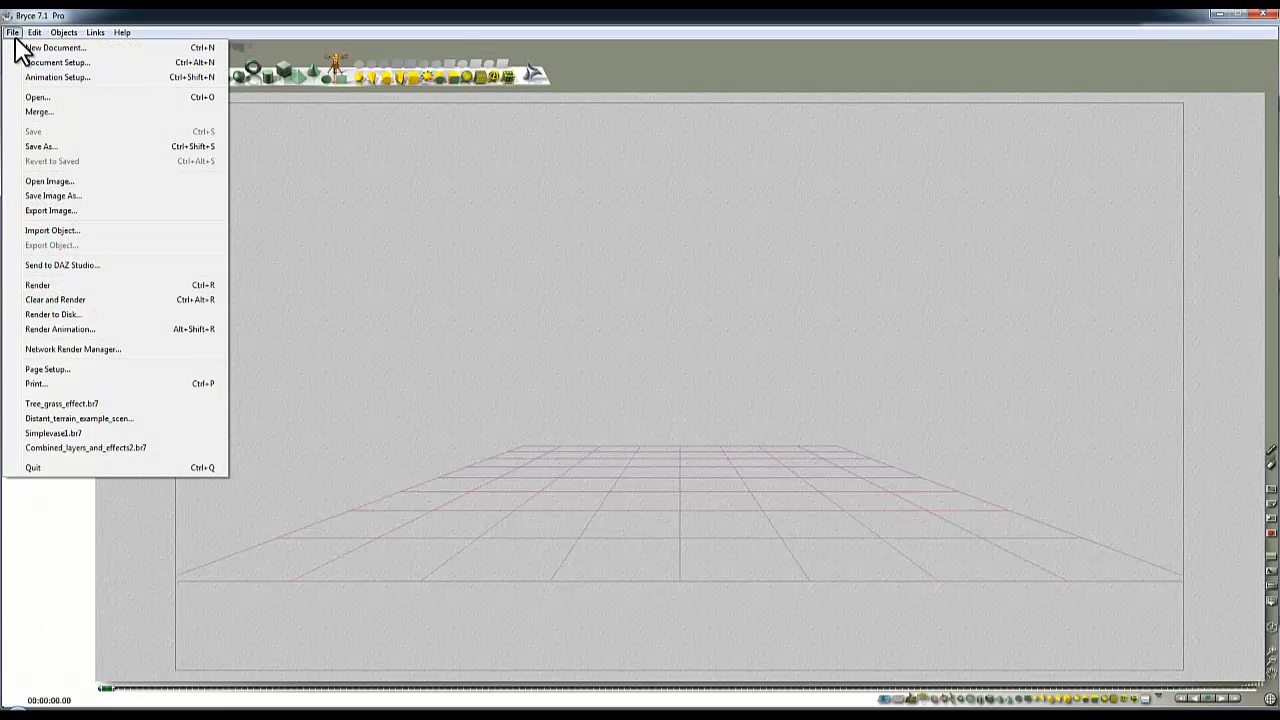 Bryce 7.1 Pro
File Edit Objects Links Help
New Document... Ctrl+N
Document Setup... Ctrl+Alt+N
Animation Setup... Ctrl+Shift+N
Open... Ctrl+O
Merge...
Save Ctrl+S
Save As... Ctrl+Shift+S
Revert to Saved Ctrl+Alt+S
Open Image...
Save Image As...
Export Image...
Import Object...
Export Object...
Send to DAZ Studio...
Render Ctrl+R
Clear and Render Ctrl+Alt+R
Render to Disk...
Render Animation... Alt+Shift+R
Network Render Manager...
Page Setup...
Print... Ctrl+P
Tree_grass_effect.br7
Distant_terrain_example_scen...
Simplevase1.br7
Combined_layers_and_effects2.br7
Quit Ctrl+Q
00:00:00.00